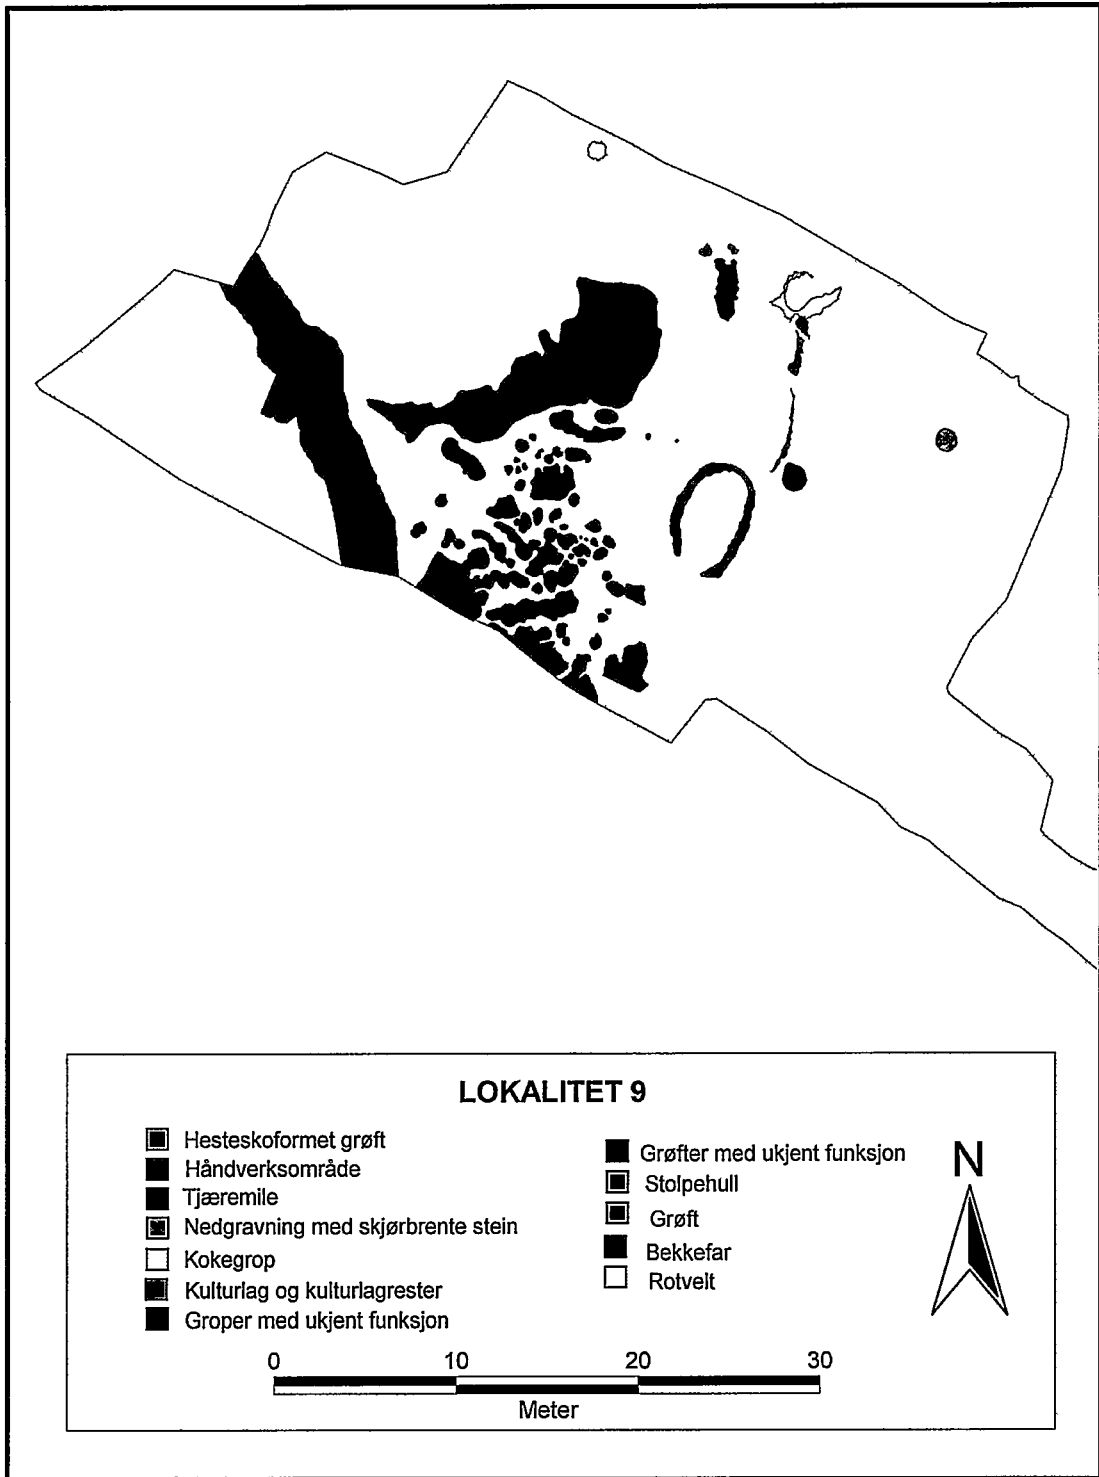 LOKALITET 9
Hesteskoformet grøft
Håndverksområde
Tjæremile
Nedgravning med skjørbrente stein
Kokegrop
Kulturlag og kulturlagrester
Groper med ukjent funksjon
Grøfter med ukjent funksjon
Stolpehull
Grøft
Bekkefar
Rotvelt
N
0 10 20 30
Meter